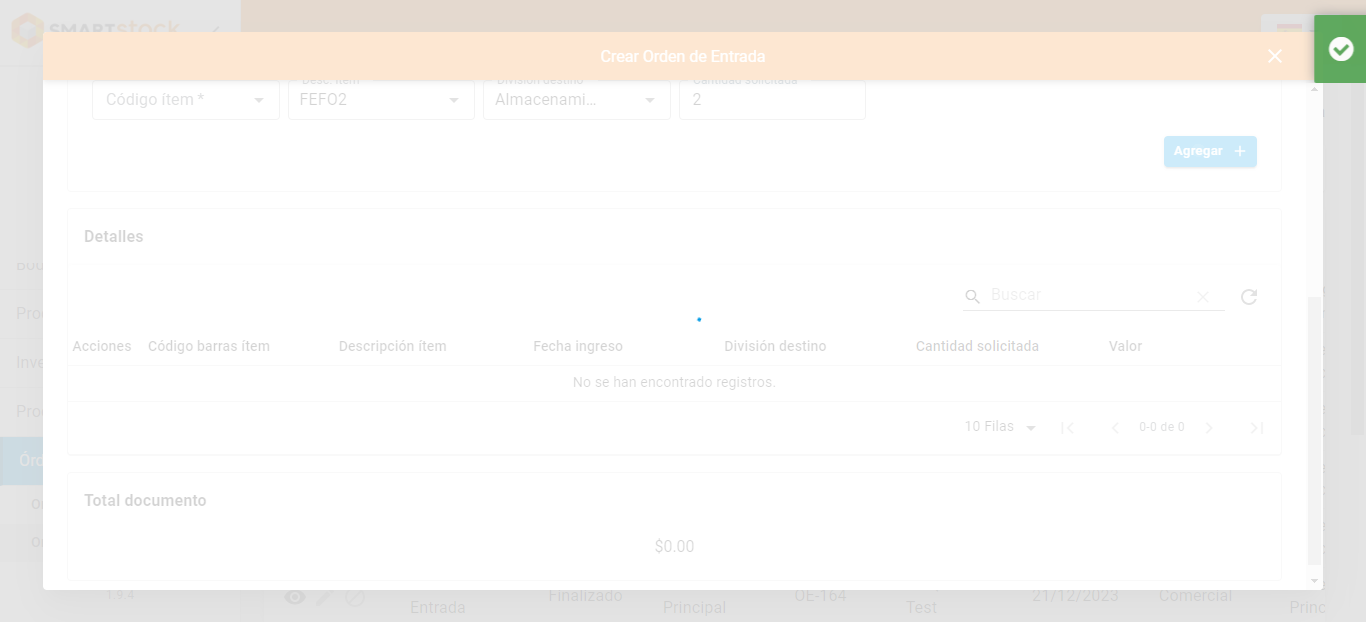 SMARTstock
Crear Orden de Entrada
Desc. ítem
División destino
Cantidad solicitada
Código ítem *
FEFO2
Almacenami...
2
Agregar
Detalles
Buscar
Acciones Código barras ítem Descripción ítem Fecha ingreso División destino Cantidad solicitada Valor
No se han encontrado registros.
10 Filas 0-0 de 0
Total documento
$0.00
1.9.4
Entrada
Finalizado
Principal
OE-164
Test
21/12/2023
Comercial
Princ